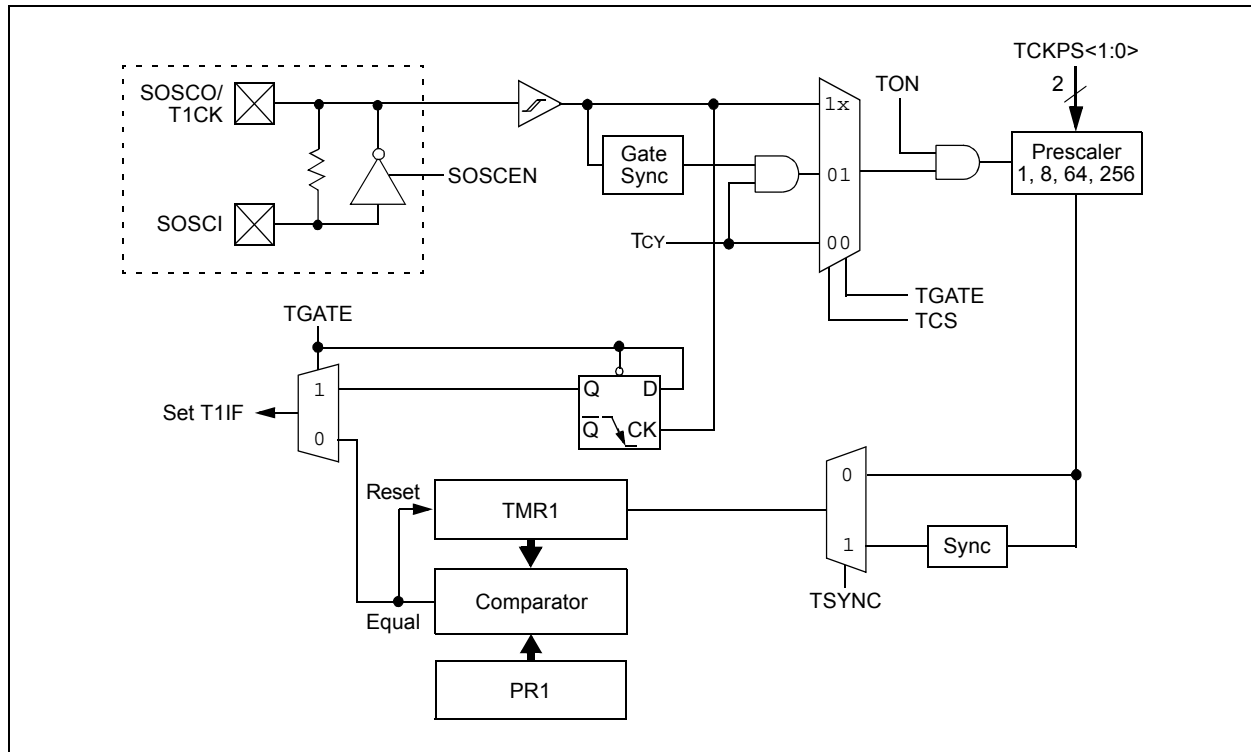 TCKPS<1:0>
2
TON
SOSCO/
T1CK
1x
Gate
Sync
Prescaler
1, 8, 64, 256
SOSCEN
01
SOSCI
TCY
00
TGATE
TCS
TGATE
1
Q
D
Set T1IF
Q
CK
0
Reset
TMR1
0
1
Sync
TSYNC
Comparator
Equal
PR1